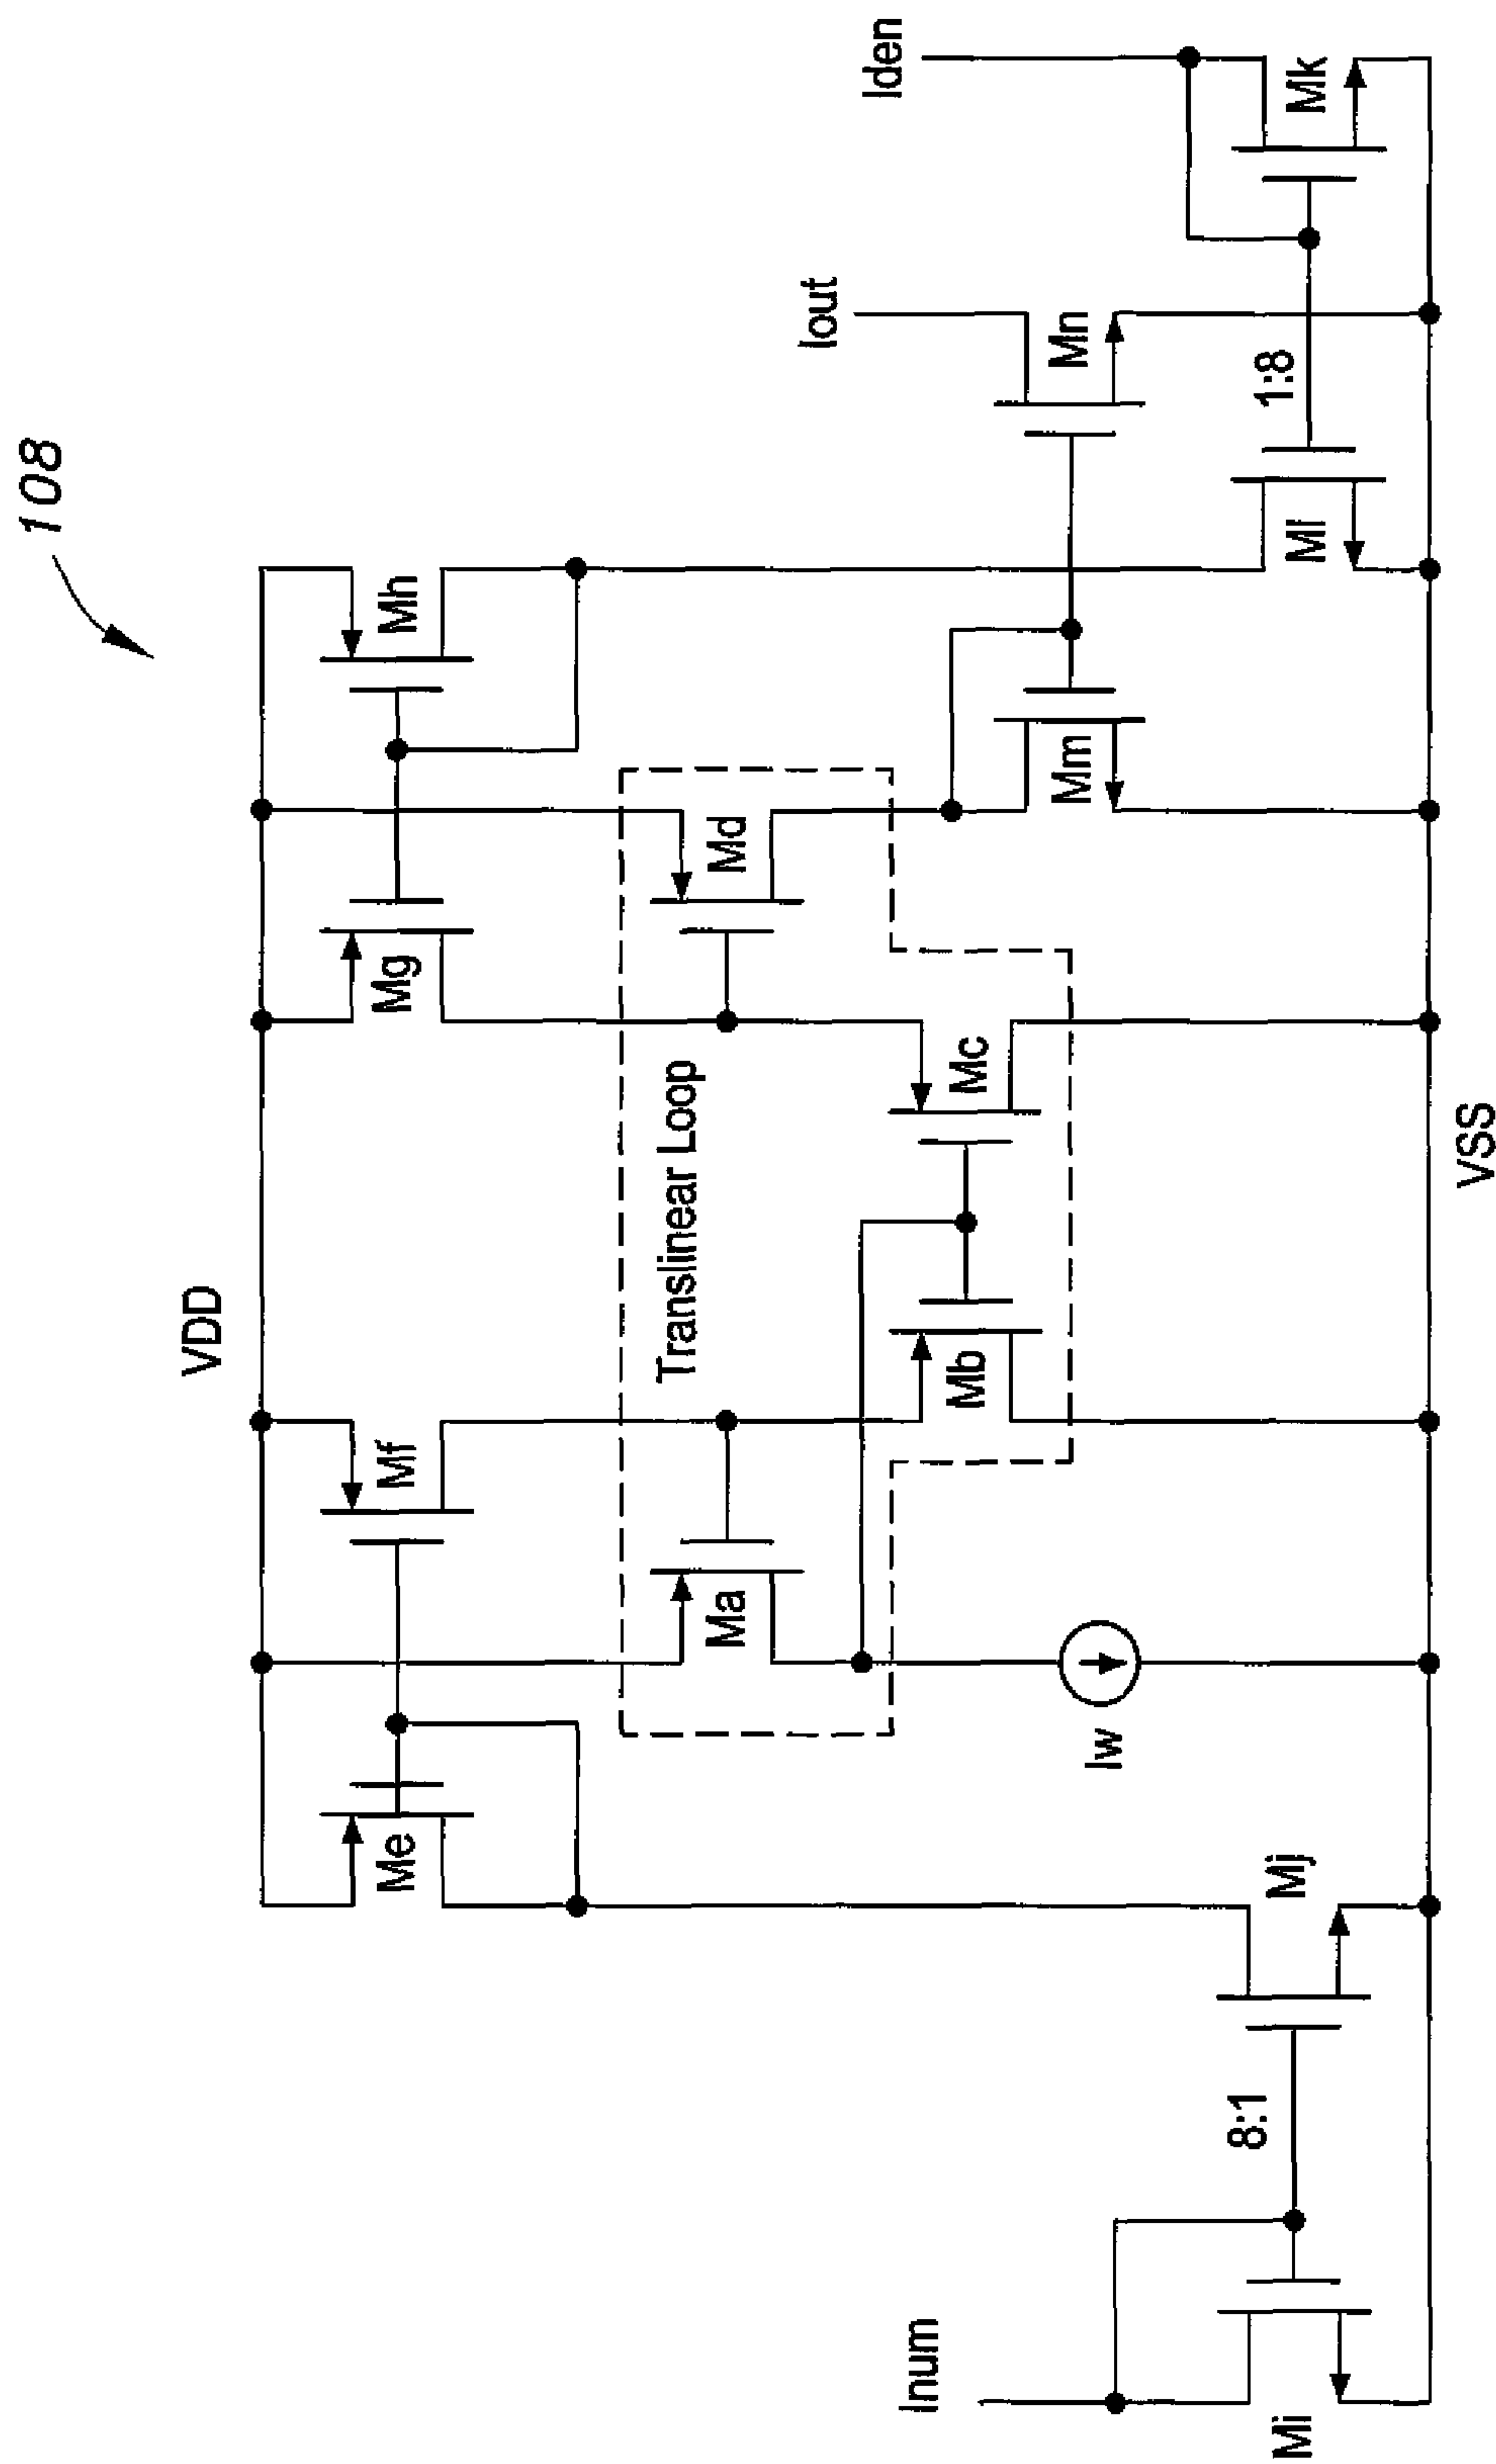 108
VDD
Me
Mf
Mg
Mh
Translinear Loop
Ma
Md
Mb
Mc
Iw
Mm
Iout
Mn
Iden
Inum
Mi
8:1
Mj
Ml
1:8
Mk
VSS